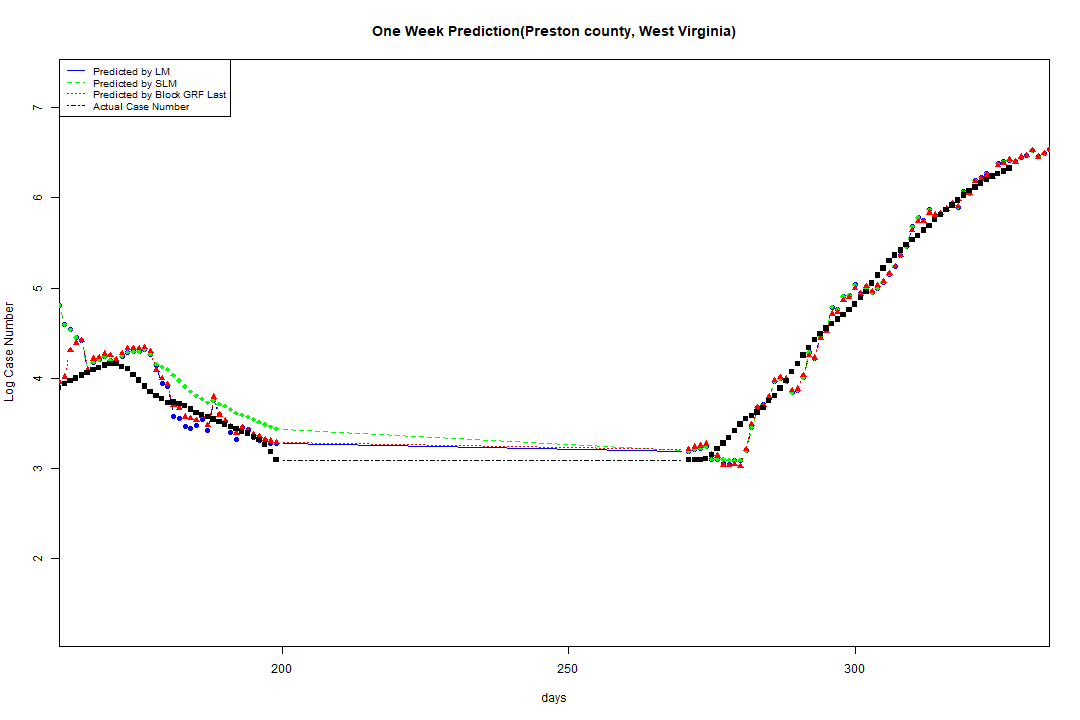 One Week Prediction(Preston county, West Virginia)
Predicted by LM
Predicted by SLM
Predicted by Block GRF Last
Actual Case Number
7
6
5
4
3
2
Log Case Number
200 250 300
days